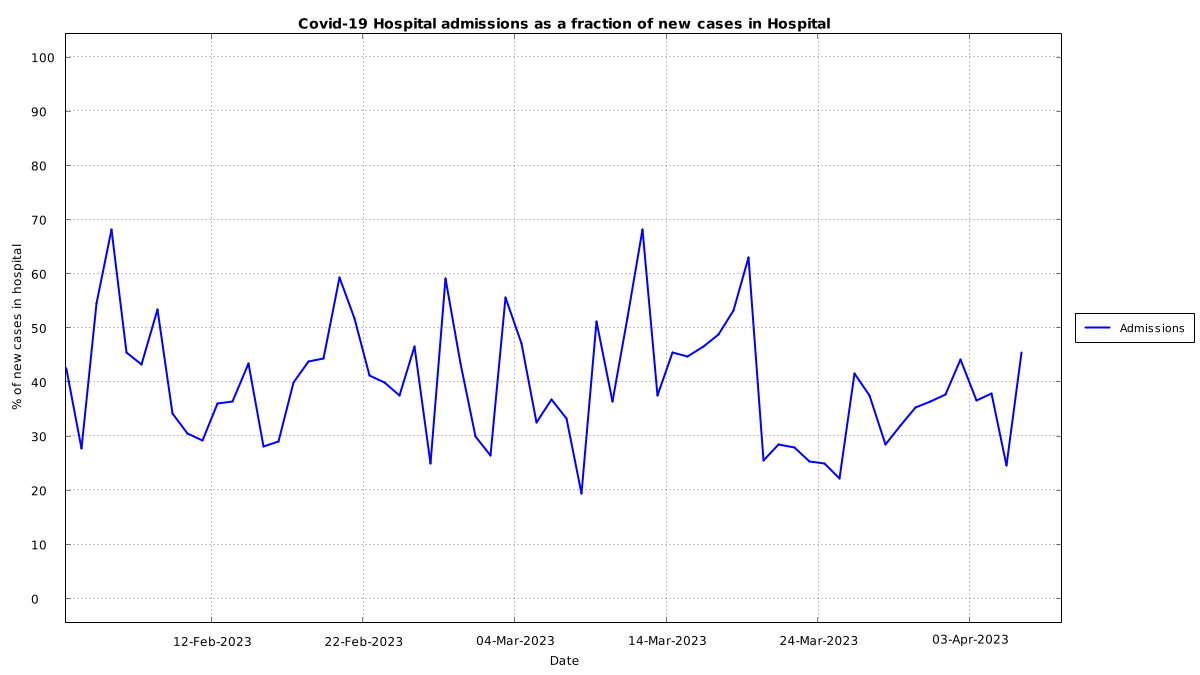 Covid-19 Hospital admissions as a fraction of new cases in Hospital
100
90
80
70
60
50
40
30
20
10
0
% of new cases in hospital
12-Feb-2023 22-Feb-2023 04-Mar-2023 14-Mar-2023 24-Mar-2023 03-Apr-2023
Date
Admissions